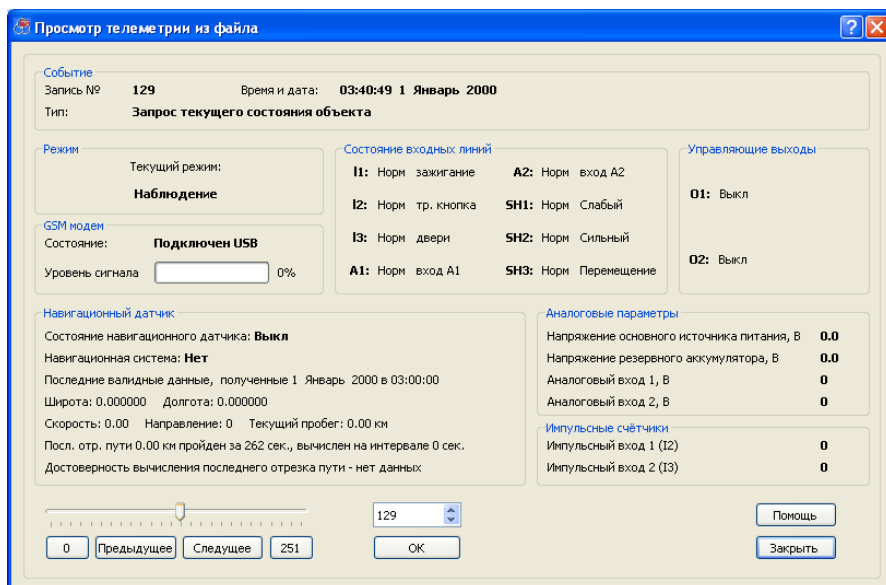 Просмотр телеметрии из файла
Событие
Запись № 129 Время и дата: 03:40:49 1 Январь 2000
Тип: Запрос текущего состояния объекта
Режим
Текущий режим:
Наблюдение
GSM модем
Состояние: Подключен USB
Уровень сигнала 0%
Состояние входных линий
I1: Норм зажигание A2: Норм вход A2
I2: Норм тр. кнопка SH1: Норм Слабый
I3: Норм двери SH2: Норм Сильный
A1: Норм вход A1 SH3: Норм Перемещение
Управляющие выходы
O1: Выкл
O2: Выкл
Навигационный датчик
Состояние навигационного датчика: Выкл
Навигационная система: Нет
Последние валидные данные, полученные 1 Январь 2000 в 03:00:00
Широта: 0.000000 Долгота: 0.000000
Скорость: 0.00 Направление: 0 Текущий пробег: 0.00 км
Посл. отр. пути 0.00 км пройден за 262 сек., вычислен на интервале 0 сек.
Достоверность вычисления последнего отрезка пути - нет данных
Аналоговые параметры
Напряжение основного источника питания, В 0.0
Напряжение резервного аккумулятора, В 0.0
Аналоговый вход 1, В 0
Аналоговый вход 2, В 0
Импульсные счётчики
Импульсный вход 1 (I2) 0
Импульсный вход 2 (I3) 0
129
0 Предыдущее Следующее 251 OK
Помощь
Закрыть